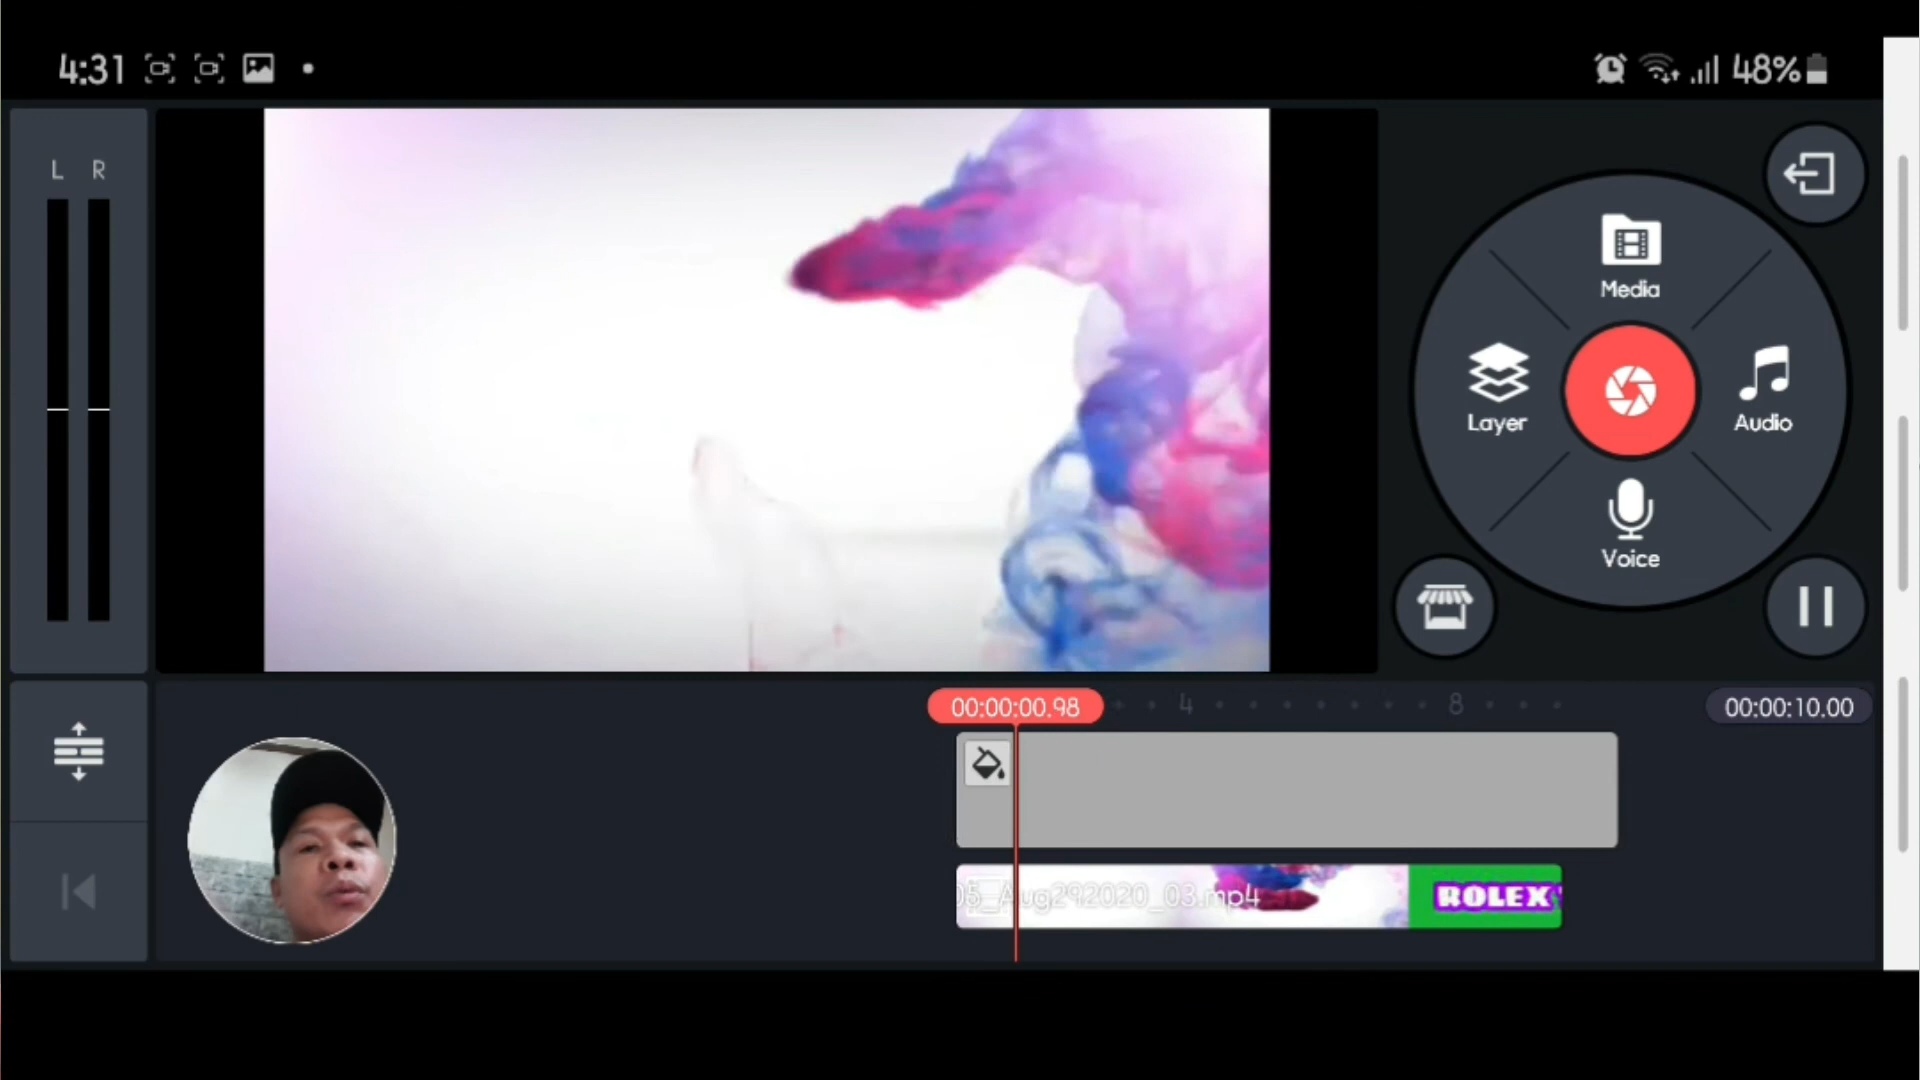 4:31
48%
L R
Media
Layer
Audio
Voice
00:00:00.98
4
8
00:00:10.00
05_Aug292020_03.mp4
ROLEX